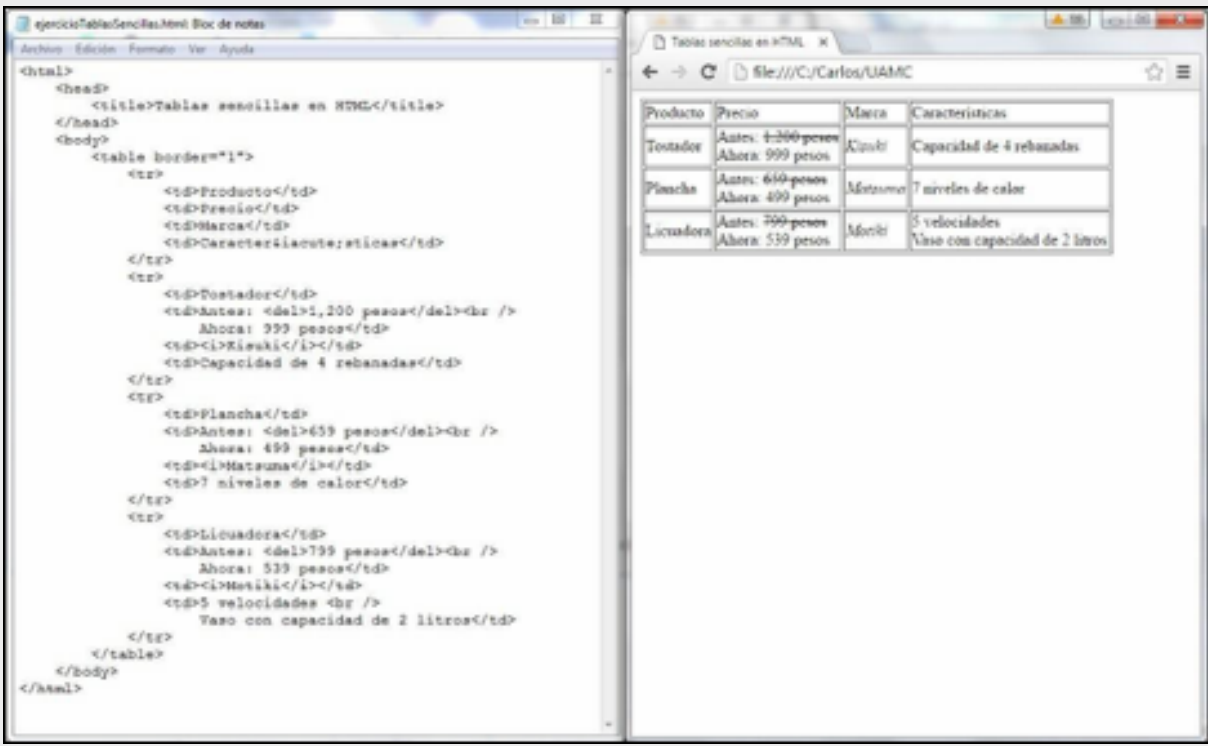 ejercicioTablasSencillas.html: Bloc de notas
Archivo Edición Formato Ver Ayuda
<html>
<head>
<title>Tablas sencillas en HTML</title>
</head>
<body>
<table border="1">
<tr>
<td>Producto</td>
<td>Precio</td>
<td>Marca</td>
<td>Caracter&iacute;sticas</td>
</tr>
<tr>
<td>Tostador</td>
<td>Antes: <del>1,200 pesos</del><br />
Ahora: 999 pesos</td>
<td><i>Kisuki</i></td>
<td>Capacidad de 4 rebanadas</td>
</tr>
<tr>
<td>Plancha</td>
<td>Antes: <del>659 pesos</del><br />
Ahora: 499 pesos</td>
<td><i>Matsuma</i></td>
<td>7 niveles de calor</td>
</tr>
<tr>
<td>Licuadora</td>
<td>Antes: <del>799 pesos</del><br />
Ahora: 539 pesos</td>
<td><i></i></td>
<td>5 velocidades <br />
Vaso con capacidad de 2 litros</td>
</tr>
</table>
</body>
</html>
Tablas sencillas en HTML
file:///C:/Carlos/UAMC
Producto Precio Marca Características
Tostador Antes: 1,200 pesos Kisuki Capacidad de 4 rebanadas
Ahora: 999 pesos
Plancha Antes: 659 pesos Matsuma 7 niveles de calor
Ahora: 499 pesos
Licuadora Antes: 799 pesos 5 velocidades
Ahora: 539 pesos Vaso con capacidad de 2 litros